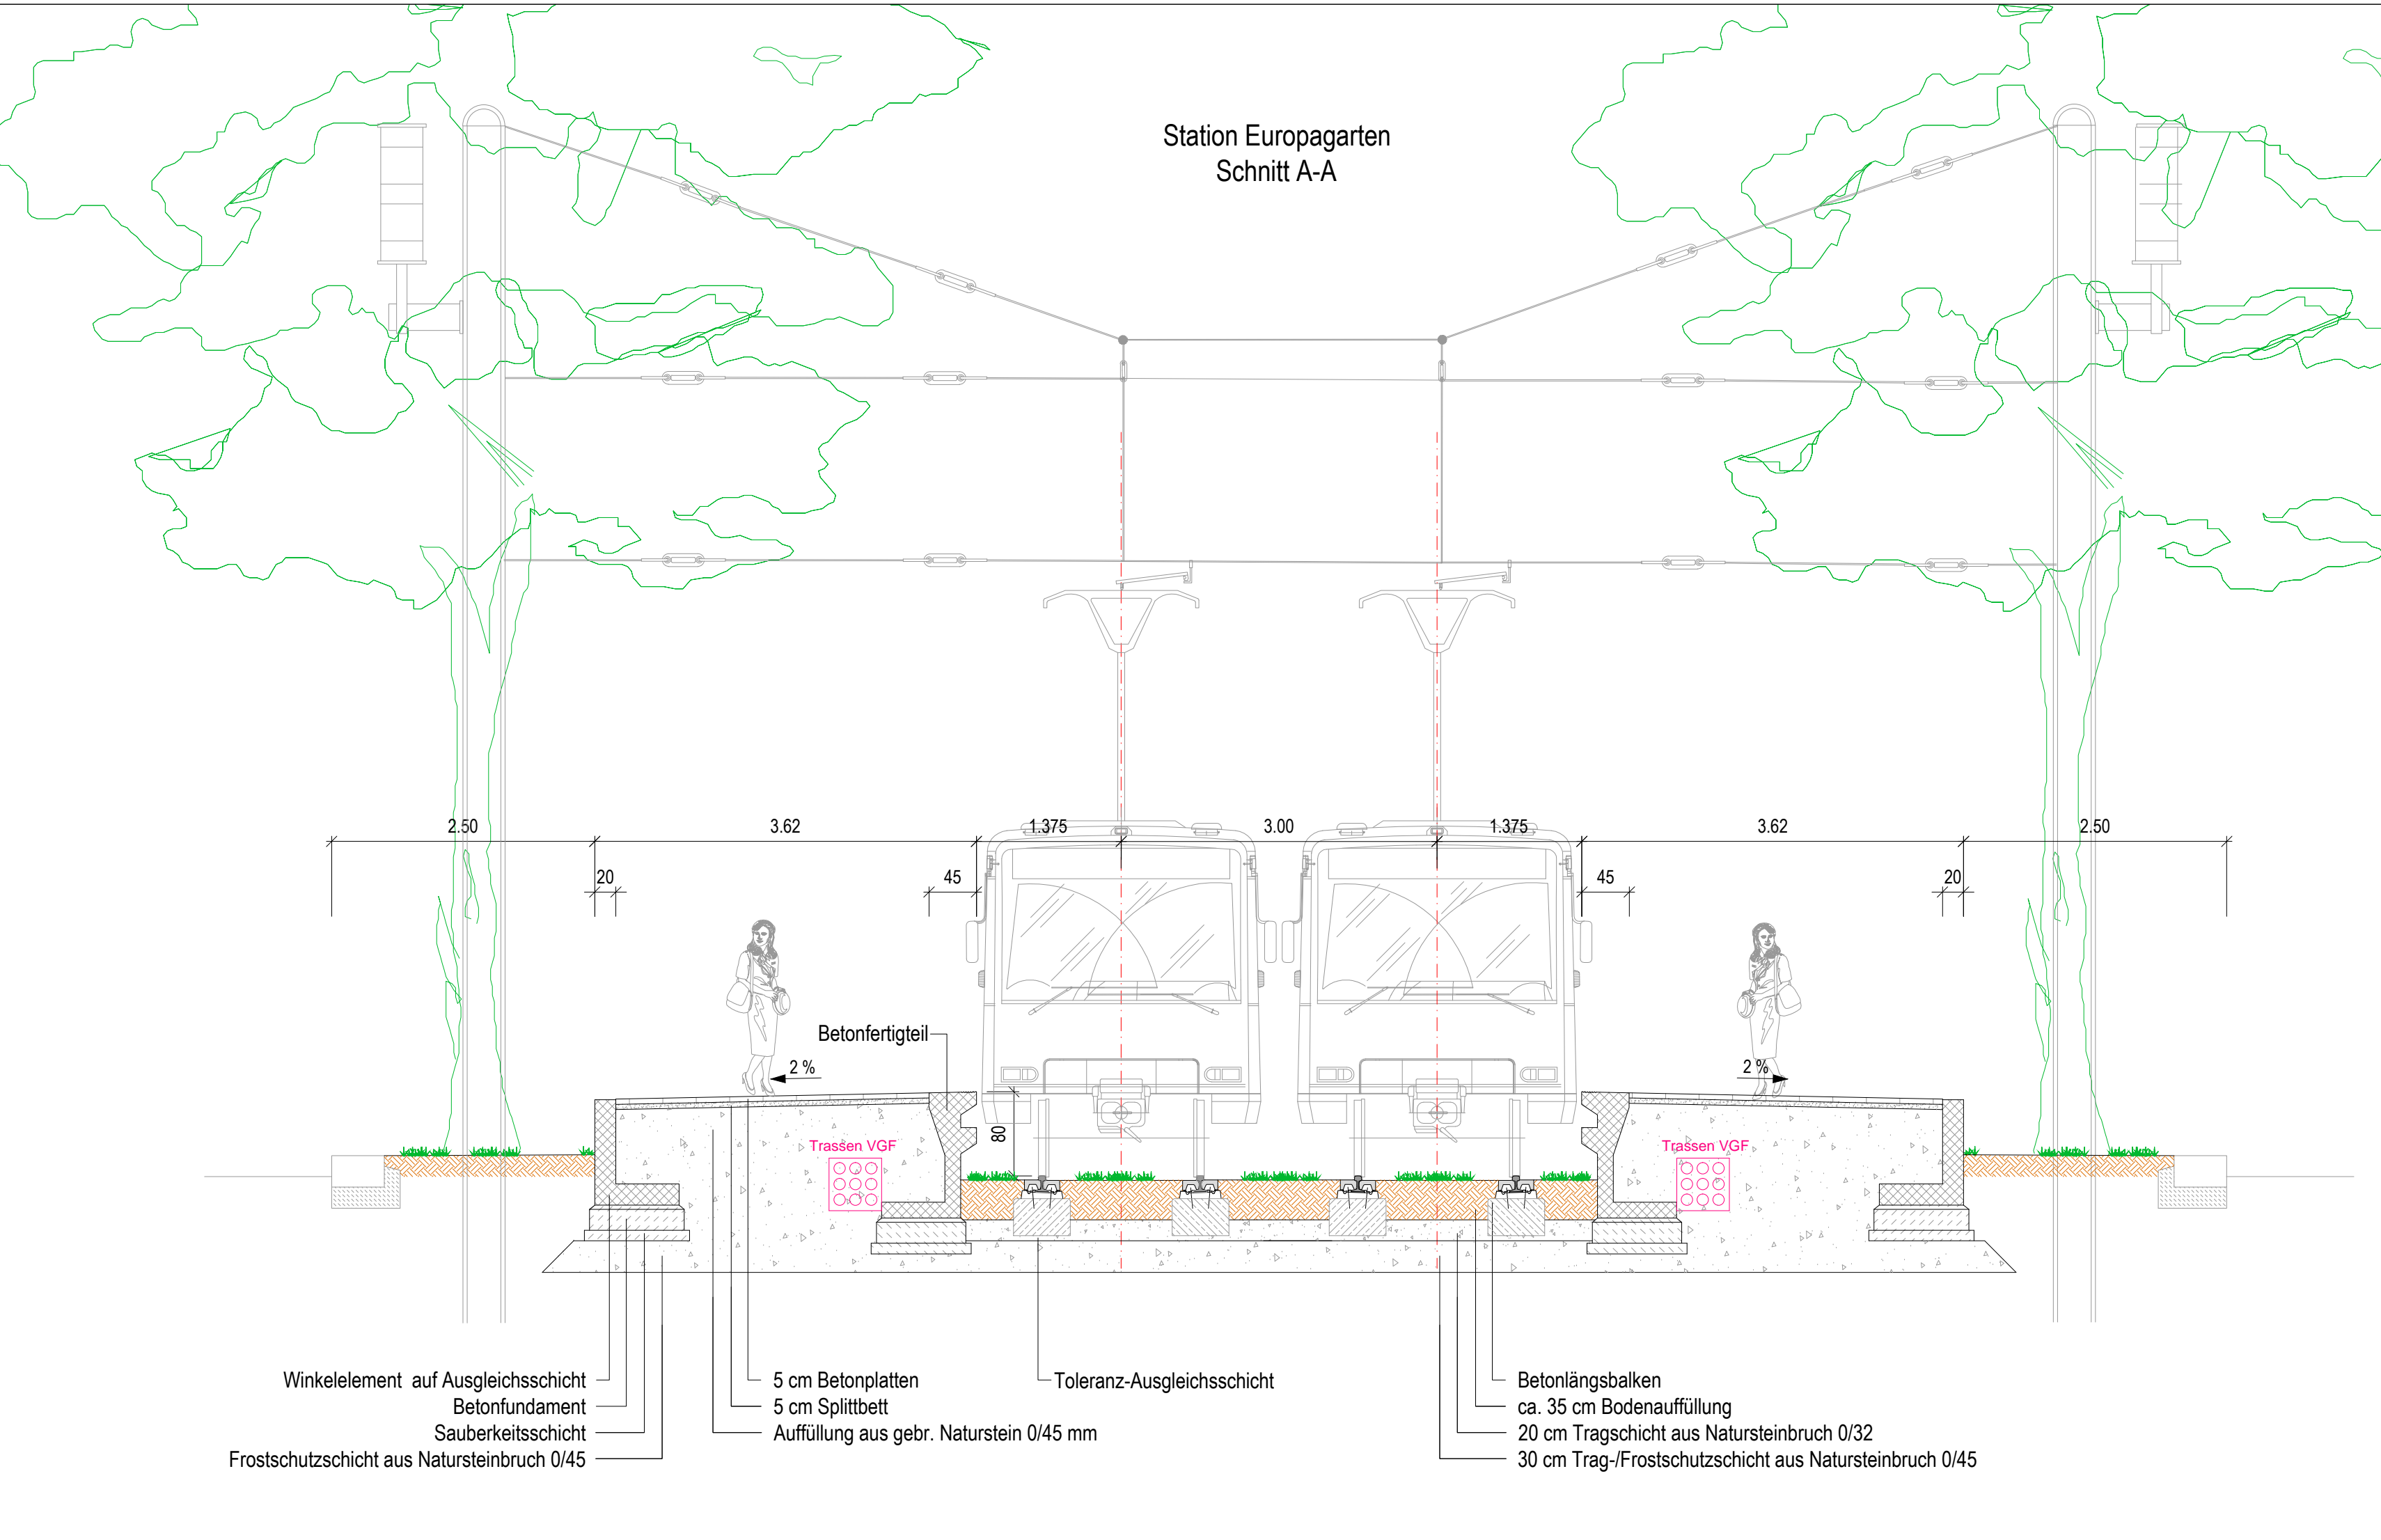 Station Europagarten
Schnitt A-A
2.50
3.62
1.375
3.00
1.375
3.62
2.50
20
45
45
20
Betonfertigteil
2 %
2 %
80
Trassen VGF
Trassen VGF
Winkelelement auf Ausgleichsschicht
Betonfundament
Sauberkeitsschicht
Frostschutzschicht aus Natursteinbruch 0/45
5 cm Betonplatten
5 cm Splittbett
Auffüllung aus gebr. Naturstein 0/45 mm
Toleranz-Ausgleichsschicht
Betonlängsbalken
ca. 35 cm Bodenauffüllung
20 cm Tragschicht aus Natursteinbruch 0/32
30 cm Trag-/Frostschutzschicht aus Natursteinbruch 0/45